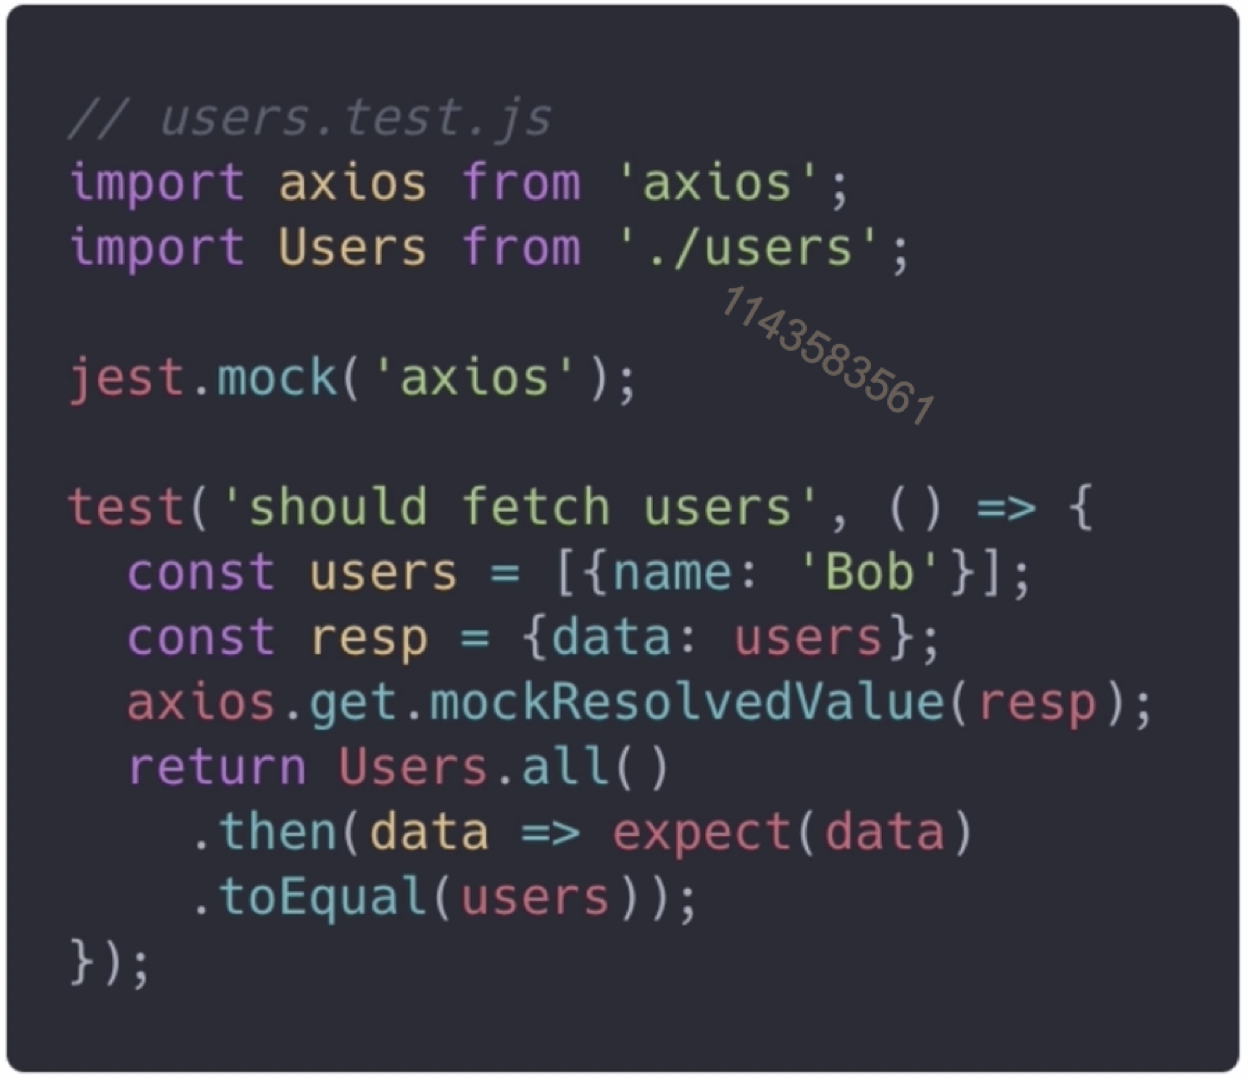 // users.test.js
import axios from 'axios';
import Users from './users';
1143583561
jest.mock('axios');
test('should fetch users', () => {
  const users = [{name: 'Bob'}];
  const resp = {data: users};
  axios.get.mockResolvedValue(resp);
  return Users.all()
    .then(data => expect(data)
    .toEqual(users));
});